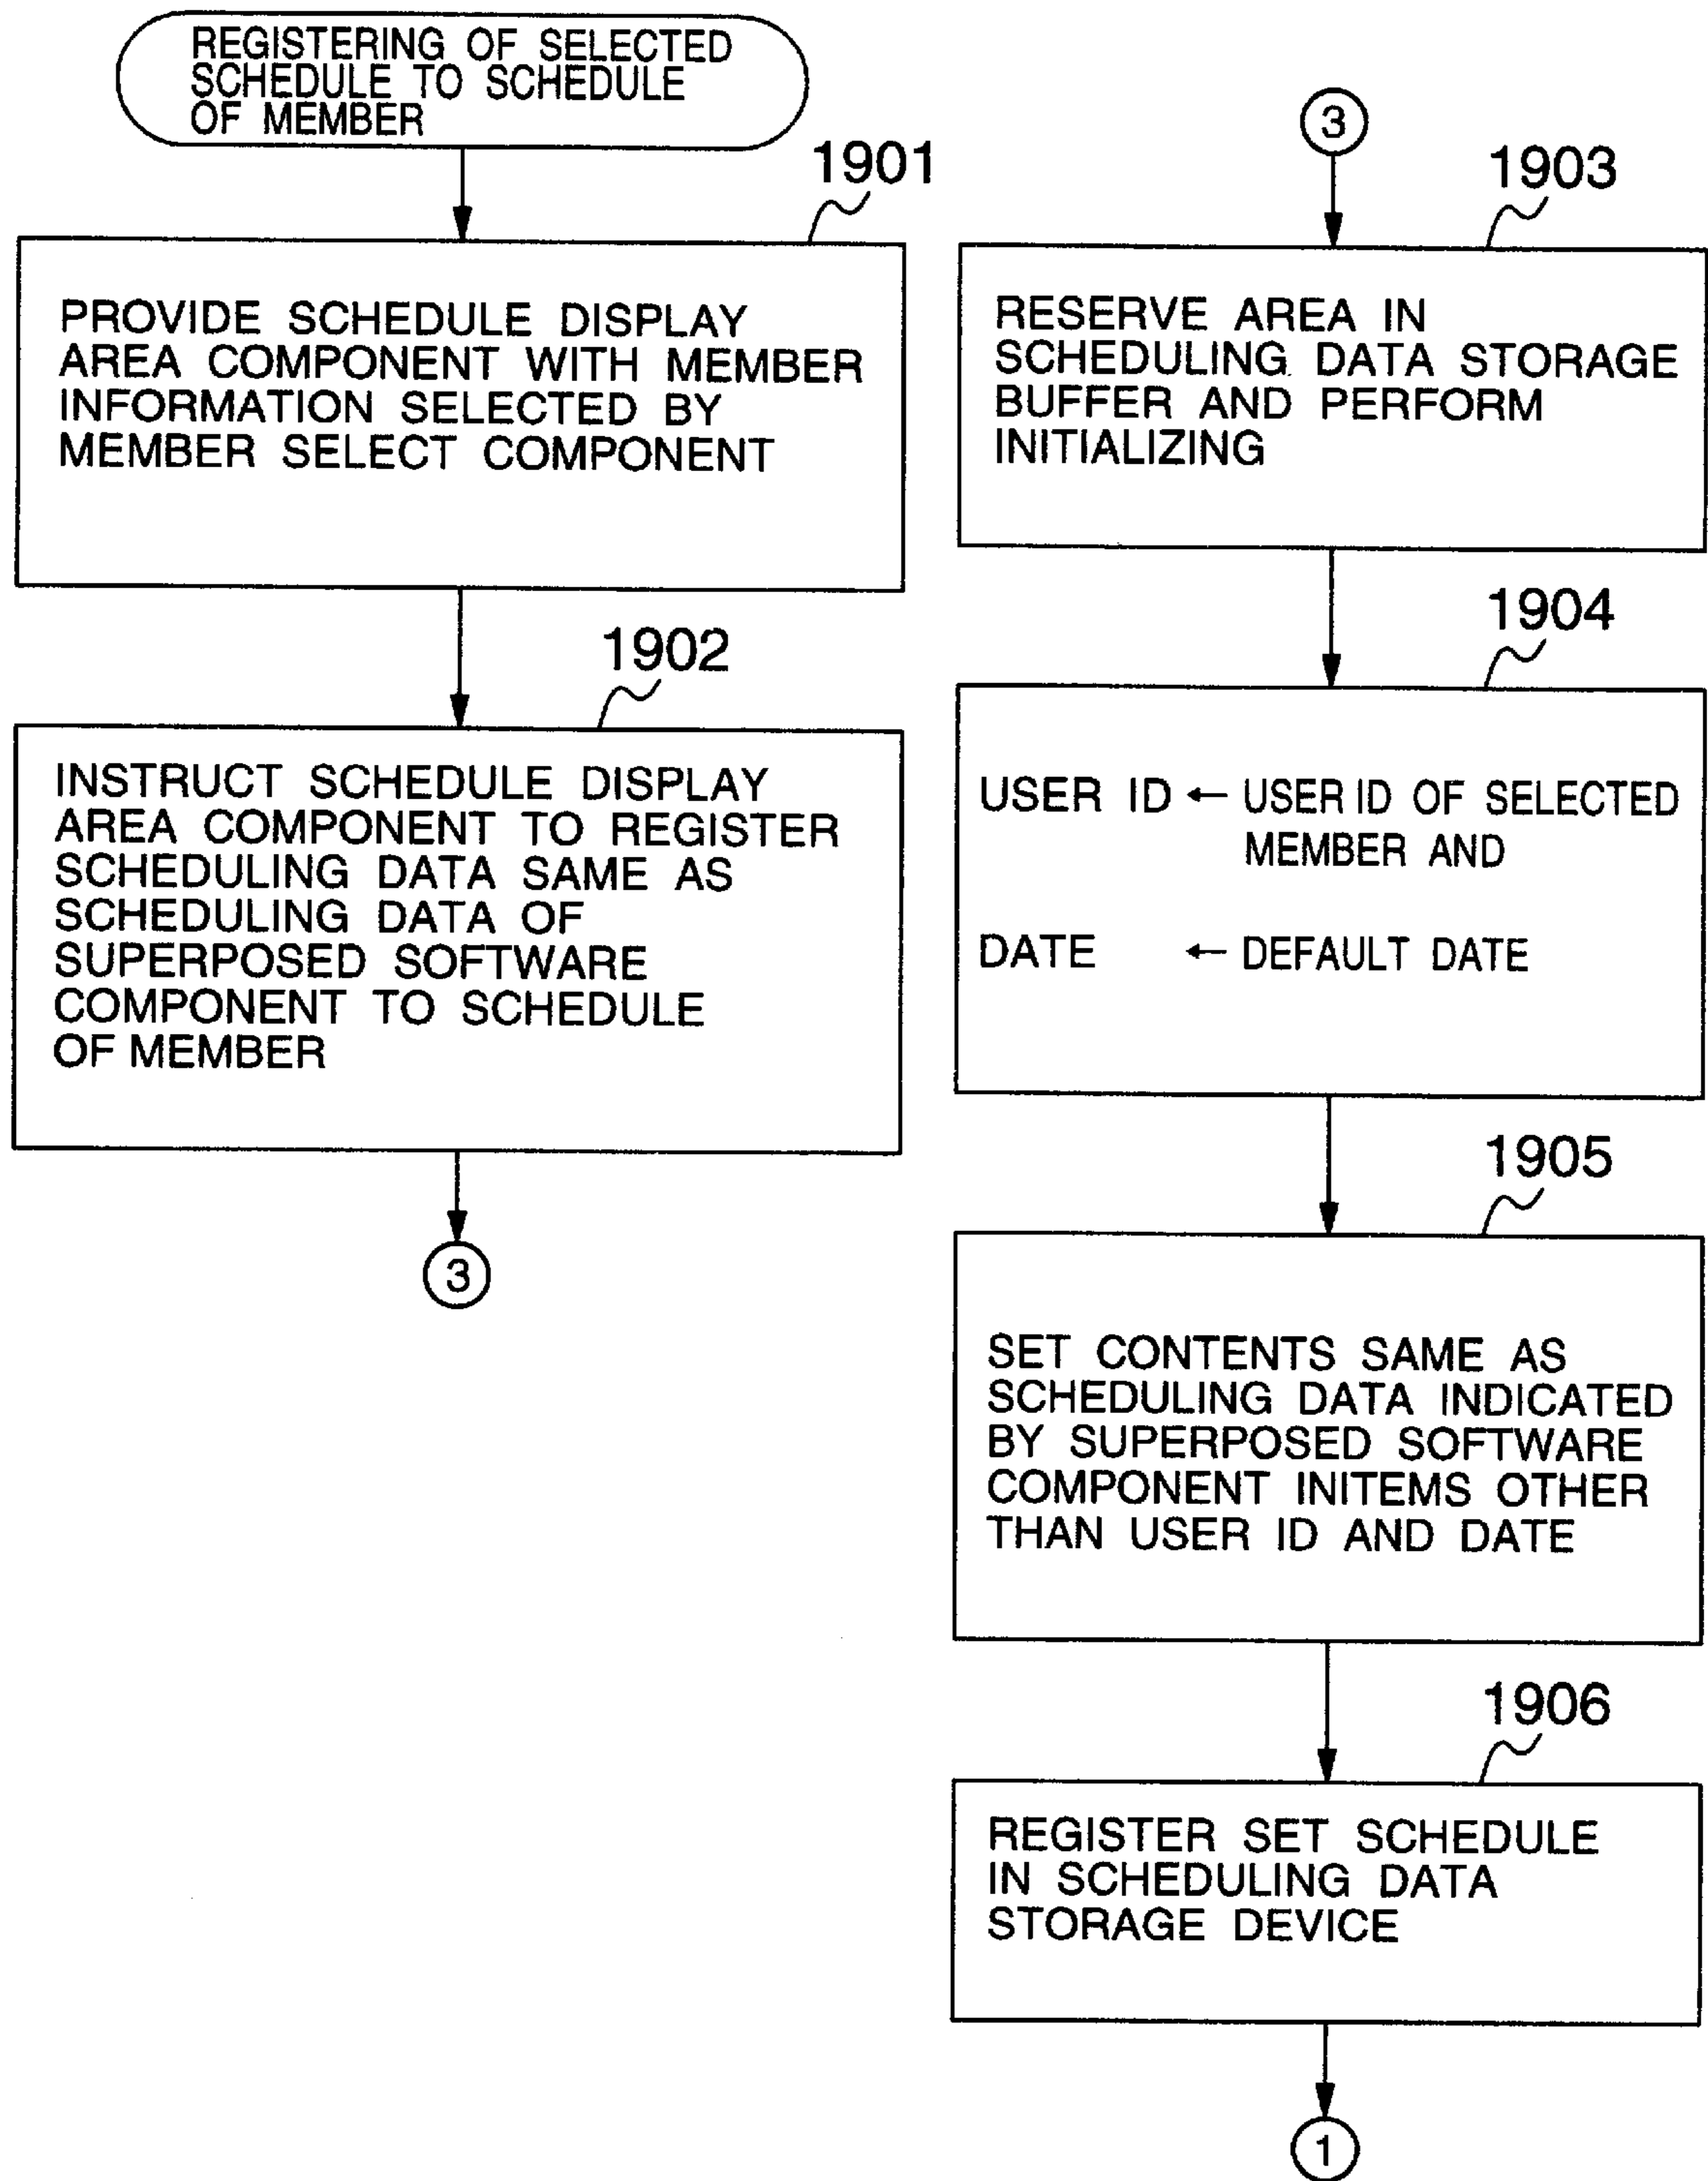 REGISTERING OF SELECTED
SCHEDULE TO SCHEDULE
OF MEMBER
1901
PROVIDE SCHEDULE DISPLAY
AREA COMPONENT WITH MEMBER
INFORMATION SELECTED BY
MEMBER SELECT COMPONENT
1902
INSTRUCT SCHEDULE DISPLAY
AREA COMPONENT TO REGISTER
SCHEDULING DATA SAME AS
SCHEDULING DATA OF
SUPERPOSED SOFTWARE
COMPONENT TO SCHEDULE
OF MEMBER
3
3
1903
RESERVE AREA IN
SCHEDULING DATA STORAGE
BUFFER AND PERFORM
INITIALIZING
1904
USER ID ← USER ID OF SELECTED
MEMBER AND
DATE ← DEFAULT DATE
1905
SET CONTENTS SAME AS
SCHEDULING DATA INDICATED
BY SUPERPOSED SOFTWARE
COMPONENT INITEMS OTHER
THAN USER ID AND DATE
1906
REGISTER SET SCHEDULE
IN SCHEDULING DATA
STORAGE DEVICE
1